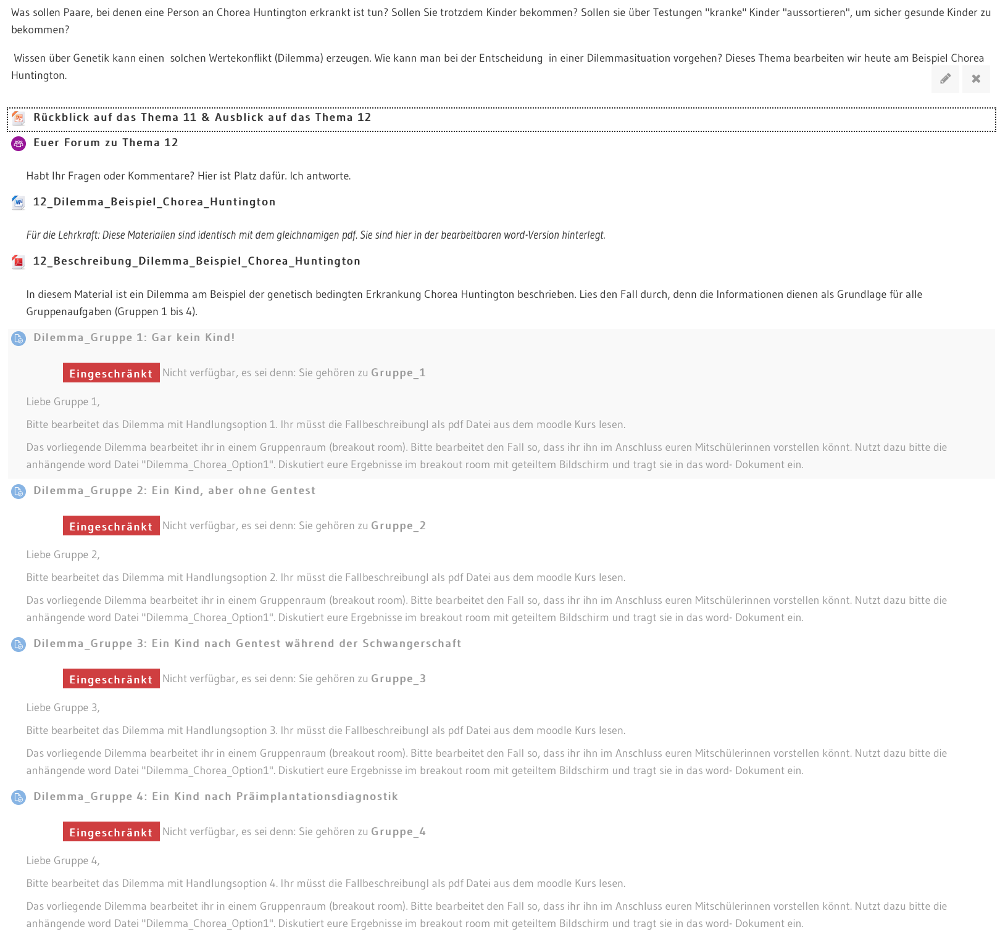 Was sollen Paare, bei denen eine Person an Chorea Huntington erkrankt ist tun? Sollen Sie trotzdem Kinder bekommen? Sollen sie über Testungen "kranke" Kinder "aussortieren", um sicher gesunde Kinder zu
bekommen?
Wissen über Genetik kann einen solchen Wertekonflikt (Dilemma) erzeugen. Wie kann man bei der Entscheidung in einer Dilemmasituation vorgehen? Dieses Thema bearbeiten wir heute am Beispiel Chorea
Huntington.
Rückblick auf das Thema 11 & Ausblick auf das Thema 12
Euer Forum zu Thema 12
Habt Ihr Fragen oder Kommentare? Hier ist Platz dafür. Ich antworte.
12_Dilemma_Beispiel_Chorea_Huntington
Für die Lehrkraft: Diese Materialien sind identisch mit dem gleichnamigen pdf. Sie sind hier in der bearbeitbaren word-Version hinterlegt.
12_Beschreibung_Dilemma_Beispiel_Chorea_Huntington
In diesem Material ist ein Dilemma am Beispiel der genetisch bedingten Erkrankung Chorea Huntington beschrieben. Lies den Fall durch, denn die Informationen dienen als Grundlage für alle
Gruppenaufgaben (Gruppen 1 bis 4).
Dilemma_Gruppe 1: Gar kein Kind!
Eingeschränkt Nicht verfügbar, es sei denn: Sie gehören zu Gruppe_1
Liebe Gruppe 1,
Bitte bearbeitet das Dilemma mit Handlungsoption 1. Ihr müsst die Fallbeschreibungl als pdf Datei aus dem moodle Kurs lesen.
Das vorliegende Dilemma bearbeitet ihr in einem Gruppenraum (breakout room). Bitte bearbeitet den Fall so, dass ihr ihn im Anschluss euren Mitschülerinnen vorstellen könnt. Nutzt dazu bitte die
anhängende word Datei "Dilemma_Chorea_Option1". Diskutiert eure Ergebnisse im breakout room mit geteiltem Bildschirm und tragt sie in das word- Dokument ein.
Dilemma_Gruppe 2: Ein Kind, aber ohne Gentest
Eingeschränkt Nicht verfügbar, es sei denn: Sie gehören zu Gruppe_2
Liebe Gruppe 2,
Bitte bearbeitet das Dilemma mit Handlungsoption 2. Ihr müsst die Fallbeschreibungl als pdf Datei aus dem moodle Kurs lesen.
Das vorliegende Dilemma bearbeitet ihr in einem Gruppenraum (breakout room). Bitte bearbeitet den Fall so, dass ihr ihn im Anschluss euren Mitschülerinnen vorstellen könnt. Nutzt dazu bitte die
anhängende word Datei "Dilemma_Chorea_Option1". Diskutiert eure Ergebnisse im breakout room mit geteiltem Bildschirm und tragt sie in das word- Dokument ein.
Dilemma_Gruppe 3: Ein Kind nach Gentest während der Schwangerschaft
Eingeschränkt Nicht verfügbar, es sei denn: Sie gehören zu Gruppe_3
Liebe Gruppe 3,
Bitte bearbeitet das Dilemma mit Handlungsoption 3. Ihr müsst die Fallbeschreibungl als pdf Datei aus dem moodle Kurs lesen.
Das vorliegende Dilemma bearbeitet ihr in einem Gruppenraum (breakout room). Bitte bearbeitet den Fall so, dass ihr ihn im Anschluss euren Mitschülerinnen vorstellen könnt. Nutzt dazu bitte die
anhängende word Datei "Dilemma_Chorea_Option1". Diskutiert eure Ergebnisse im breakout room mit geteiltem Bildschirm und tragt sie in das word- Dokument ein.
Dilemma_Gruppe 4: Ein Kind nach Präimplantationsdiagnostik
Eingeschränkt Nicht verfügbar, es sei denn: Sie gehören zu Gruppe_4
Liebe Gruppe 4,
Bitte bearbeitet das Dilemma mit Handlungsoption 4. Ihr müsst die Fallbeschreibungl als pdf Datei aus dem moodle Kurs lesen.
Das vorliegende Dilemma bearbeitet ihr in einem Gruppenraum (breakout room). Bitte bearbeitet den Fall so, dass ihr ihn im Anschluss euren Mitschülerinnen vorstellen könnt. Nutzt dazu bitte die
anhängende word Datei "Dilemma_Chorea_Option1". Diskutiert eure Ergebnisse im breakout room mit geteiltem Bildschirm und tragt sie in das word- Dokument ein.